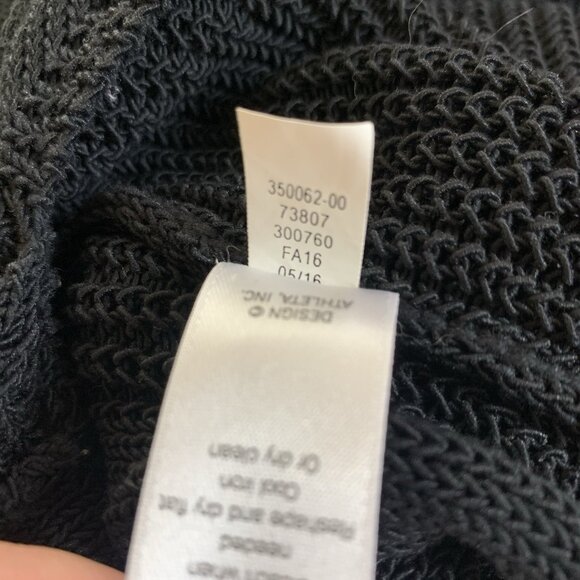 350062-00
73807
300760
FA16
05/16
DESIGN ©
ATHLETA, INC.
when
needed
Reshape and dry flat
Cool iron
Or dry clean